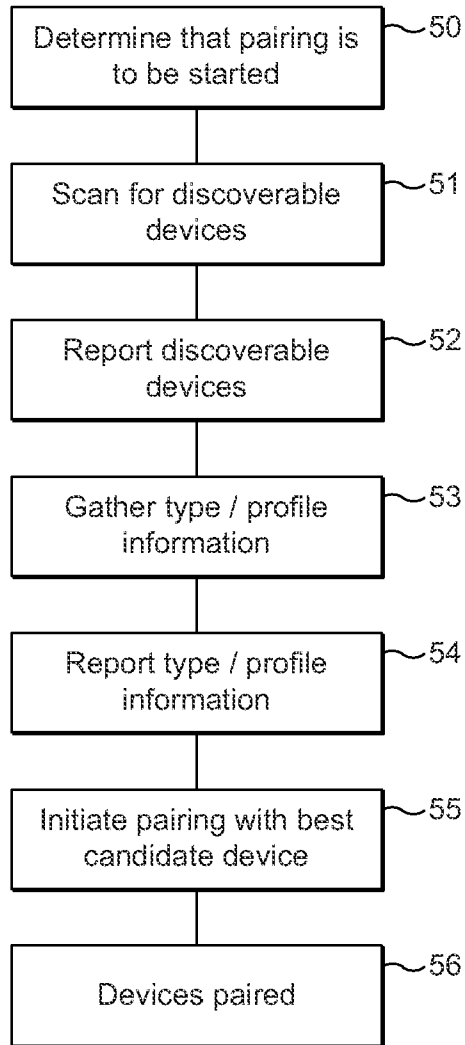 Determine that pairing is
to be started
50
Scan for discoverable
devices
51
Report discoverable
devices
52
Gather type / profile
information
53
Report type / profile
information
54
Initiate pairing with best
candidate device
55
Devices paired
56